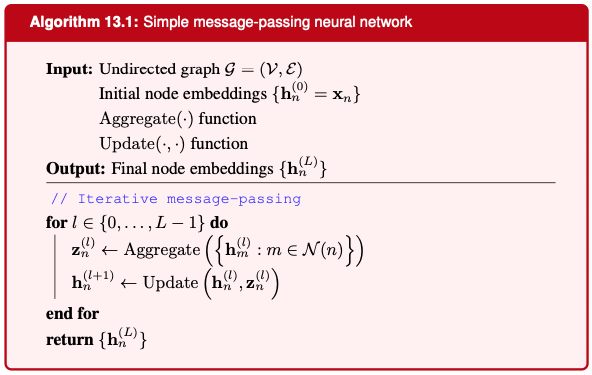 Algorithm 13.1: Simple message-passing neural network
Input: Undirected graph $\mathcal{G} = (\mathcal{V}, \mathcal{E})$
Initial node embeddings $\{\mathbf{h}_n^{(0)} = \mathbf{x}_n\}$
Aggregate(·) function
Update(·, ·) function
Output: Final node embeddings $\{\mathbf{h}_n^{(L)}\}$
// Iterative message-passing
for $l \in \{0, \ldots, L - 1\}$ do
$\mathbf{z}_n^{(l)} \leftarrow \text{Aggregate}\left(\left\{\mathbf{h}_m^{(l)} : m \in \mathcal{N}(n)\right\}\right)$
$\mathbf{h}_n^{(l+1)} \leftarrow \text{Update}\left(\mathbf{h}_n^{(l)}, \mathbf{z}_n^{(l)}\right)$
end for
return $\{\mathbf{h}_n^{(L)}\}$